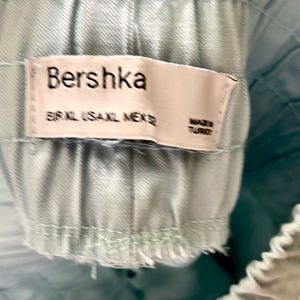 Bershka
EUR XL USA XL MEX 32
MADE IN
TURKEY